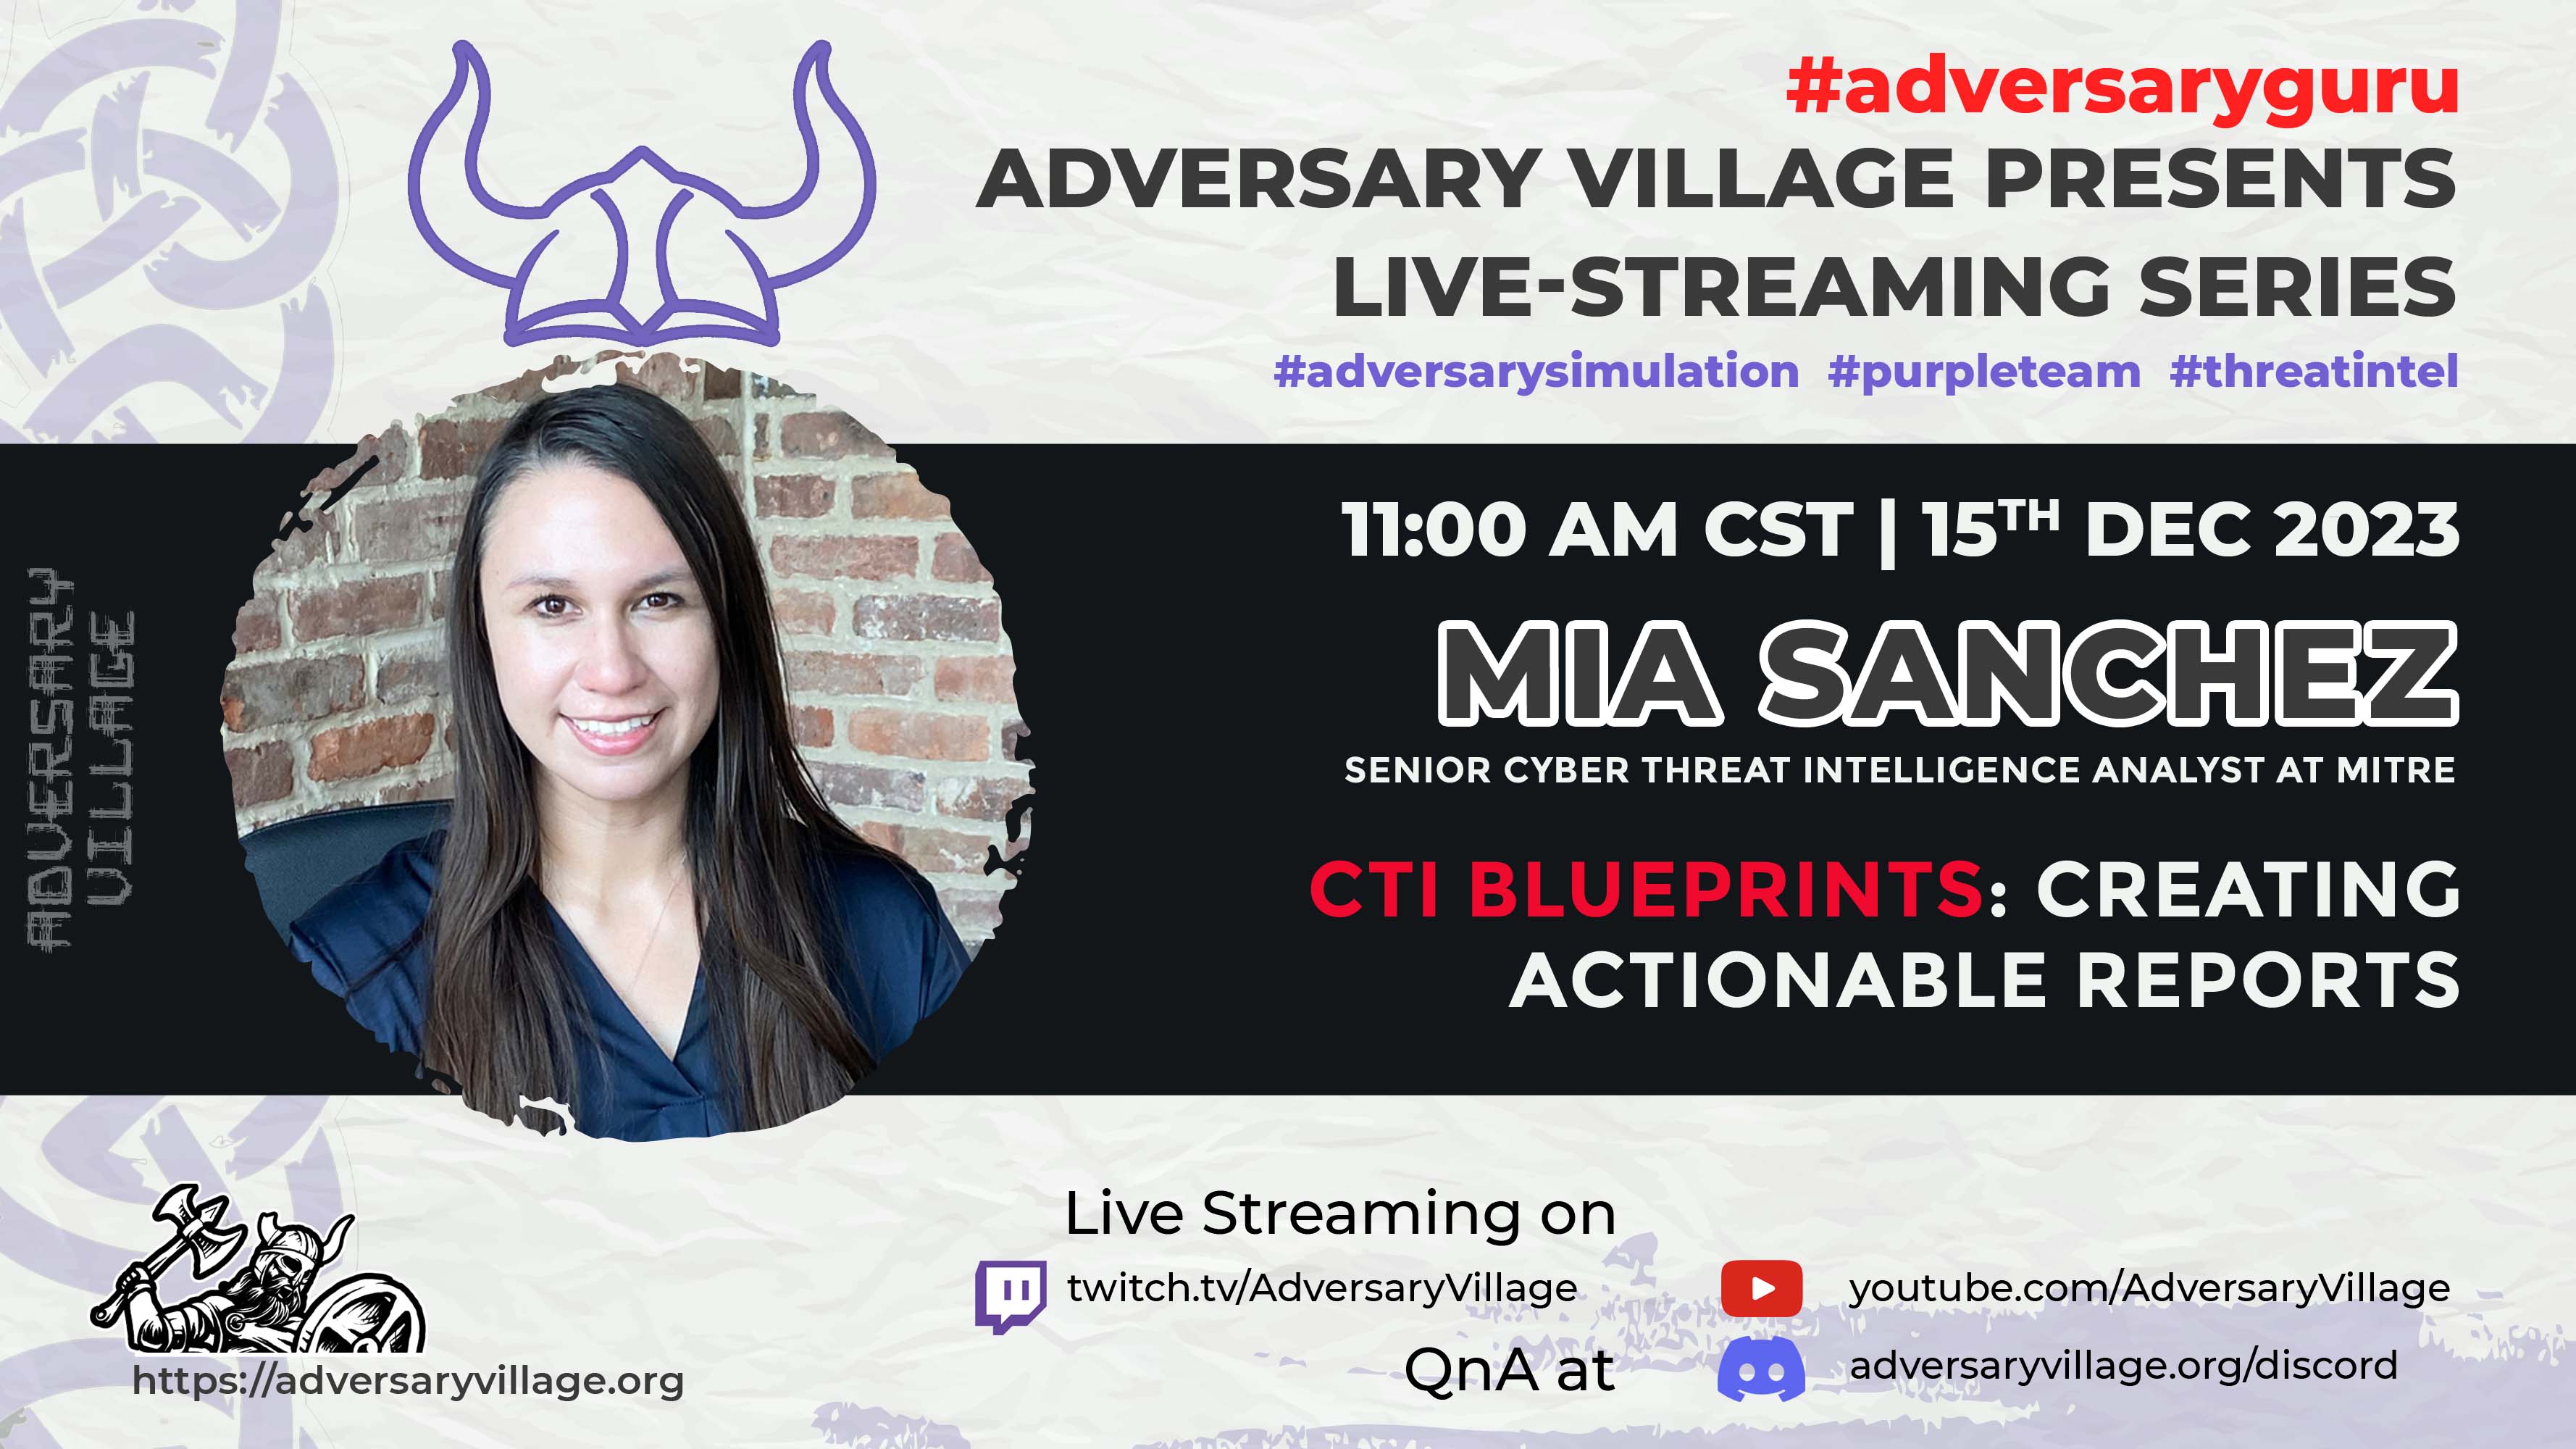 #adversaryguru
ADVERSARY VILLAGE PRESENTS
LIVE-STREAMING SERIES
#adversarysimulation #purpleteam #threatintel
11:00 AM CST | 15TH DEC 2023
MIA SANCHEZ
SENIOR CYBER THREAT INTELLIGENCE ANALYST AT MITRE
CTI BLUEPRINTS: CREATING
ACTIONABLE REPORTS
ADVERSARY
VILLAGE
Live Streaming on
twitch.tv/AdversaryVillage
youtube.com/AdversaryVillage
QnA at
adversaryvillage.org/discord
https://adversaryvillage.org